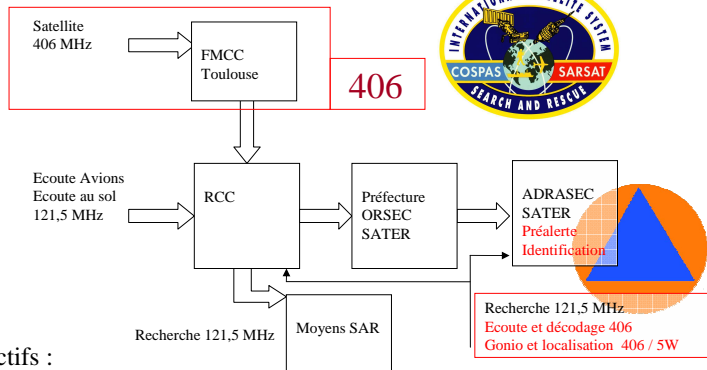 Satellite
406 MHz
FMCC
Toulouse
406
INTERNATIONAL SATELLITE SYSTEM
COSPAS SARSAT
SEARCH AND RESCUE
Ecoute Avions
Ecoute au sol
121,5 MHz
RCC
Préfecture
ORSEC
SATER
ADRASEC
SATER
Préalerte
Identification
Recherche 121,5 MHz
Moyens SAR
Recherche 121,5 MHz
Ecoute et décodage 406
Gonio et localisation 406 / 5W
ctifs :